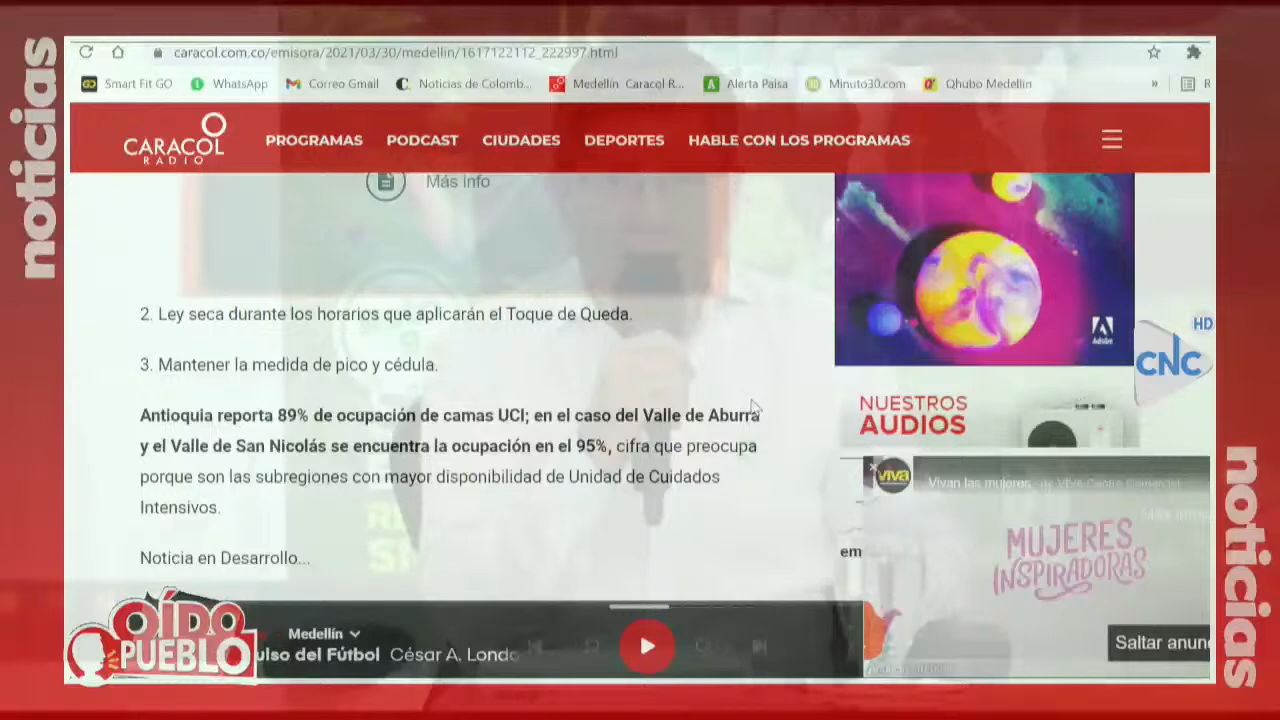 noticias
caracol.com.co/emisora/2021/03/30/medellin/1617122112_222997.html
Smart Fit GO
WhatsApp
Correo Gmail
Noticias de Colomb...
Medellín Caracol R...
Alerta Paisa
Minuto30.com
Qhubo Medellin
»
CARACOL
RADIO
PROGRAMAS
PODCAST
CIUDADES
DEPORTES
HABLE CON LOS PROGRAMAS
Más info
2. Ley seca durante los horarios que aplicarán el Toque de Queda.
3. Mantener la medida de pico y cédula.
Antioquia reporta 89% de ocupación de camas UCI; en el caso del Valle de Aburrá
y el Valle de San Nicolás se encuentra la ocupación en el 95%, cifra que preocupa
porque son las subregiones con mayor disponibilidad de Unidad de Cuidados
Intensivos.
Noticia en Desarrollo...
Adobe
HD
CNC
NUESTROS
AUDIOS
viva
Vivan las mujeres
MUJERES
INSPIRADORAS
em
Saltar anun
OÍDO
PUEBLO
Medellín
ulso del Fútbol César A. Londo
noticias